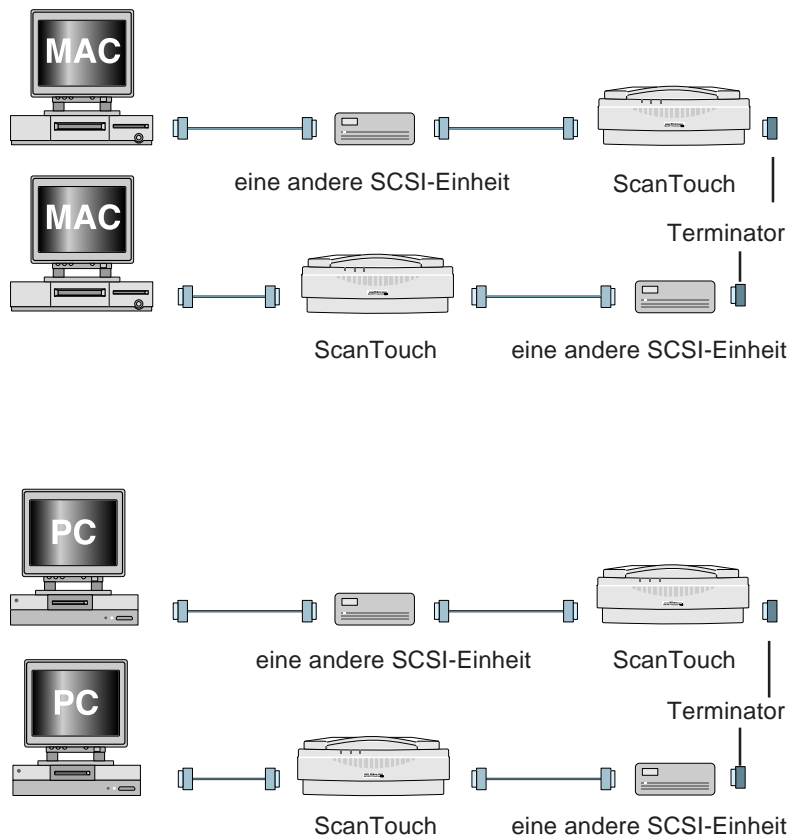 MAC
eine andere SCSI-Einheit ScanTouch
MAC
Terminator
ScanTouch eine andere SCSI-Einheit
PC
eine andere SCSI-Einheit ScanTouch
PC
Terminator
ScanTouch eine andere SCSI-Einheit